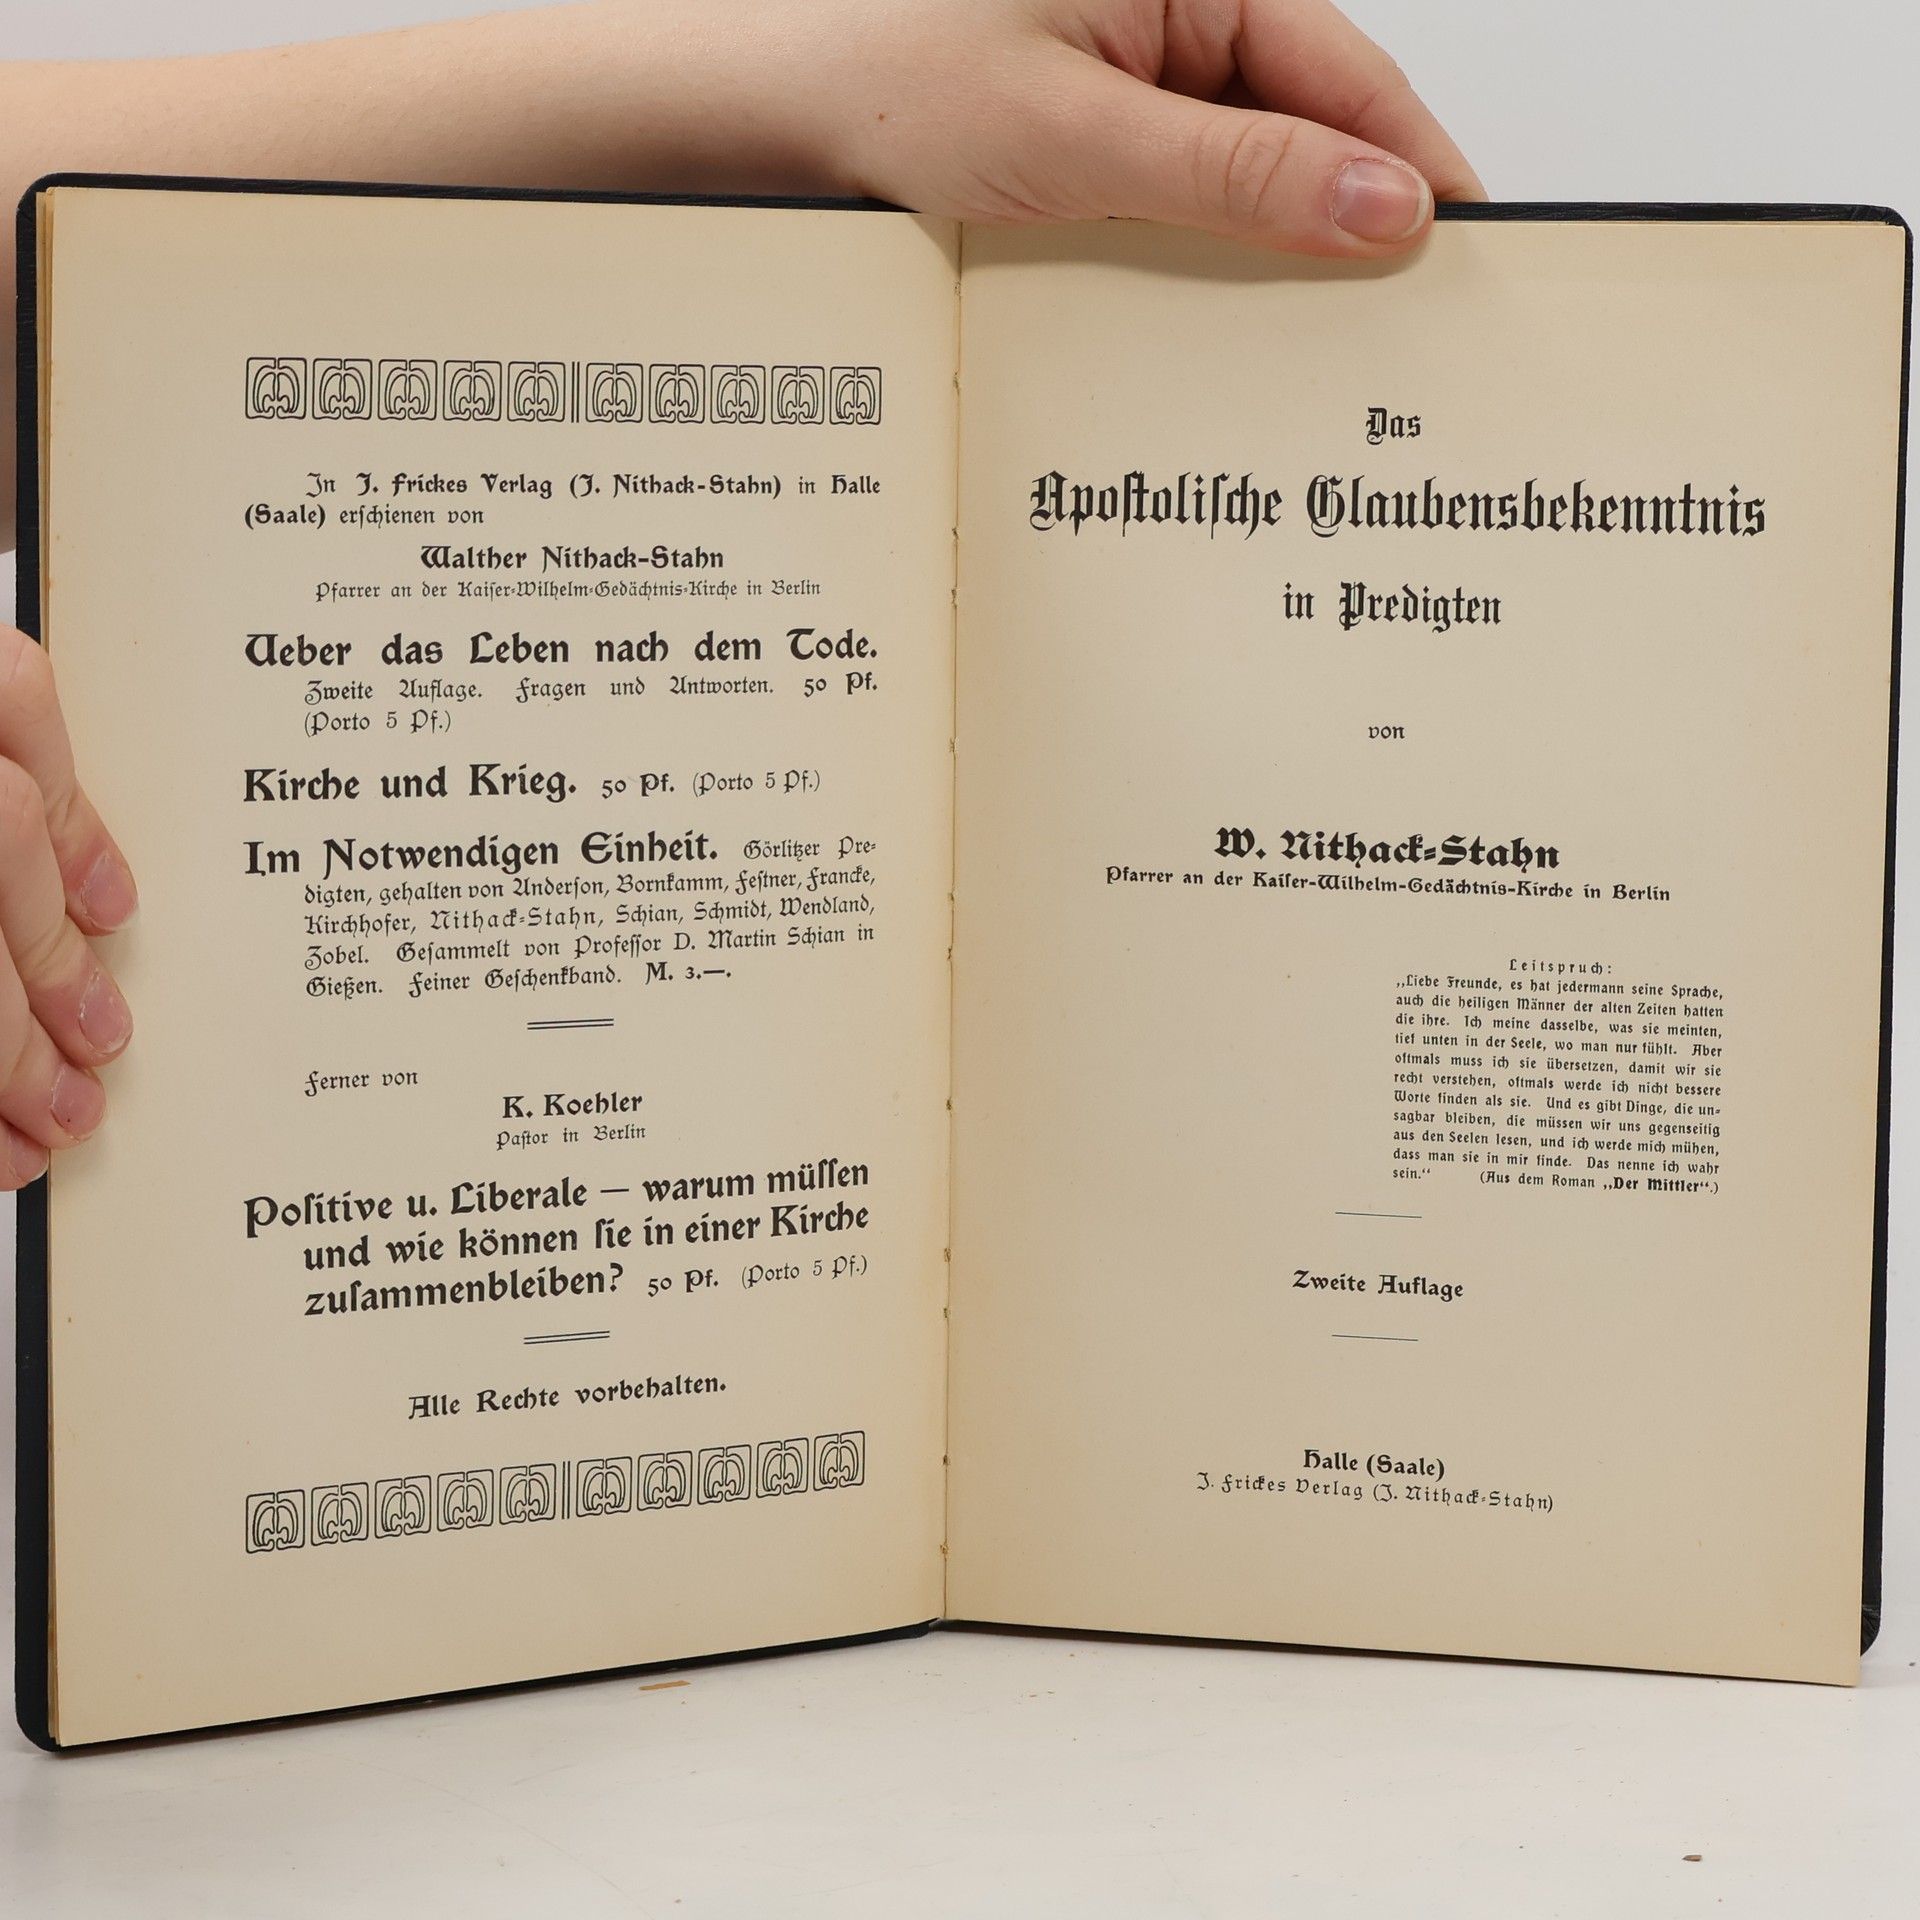 In J. Frickes Verlag (J. Nithack-Stahn) in Halle
(Saale) erſchienen von
Walther Nithack-Stahn
Pfarrer an der Kaiſer-Wilhelm-Gedächtnis-Kirche in Berlin
Ueber das Leben nach dem Tode.
Zweite Auflage. Fragen und Antworten. 50 Pf.
(Porto 5 Pf.)
Kirche und Krieg. 50 Pf. (Porto 5 Pf.)
Im Notwendigen Einheit. Görlitzer Pre-
digten, gehalten von Anderſon, Bornkamm, Feſtner, Francke,
Kirchhofer, Nithack-Stahn, Schian, Schmidt, Wendland,
Zobel. Geſammelt von Profeſſor D. Martin Schian in
Gießen. Feiner Geſchenkband. M. 3.—.
Ferner von
K. Koehler
Paſtor in Berlin
Poſitive u. Liberale — warum müſſen
und wie können ſie in einer Kirche
zuſammenbleiben? 50 Pf. (Porto 5 Pf.)
Alle Rechte vorbehalten.
Das
Apoſtoliſche Glaubensbekenntnis
in Predigten
von
W. Nithack-Stahn
Pfarrer an der Kaiſer-Wilhelm-Gedächtnis-Kirche in Berlin
Leitspruch:
„Liebe Freunde, es hat jedermann seine Sprache,
auch die heiligen Männer der alten Zeiten hatten
die ihre. Ich meine dasselbe, was sie meinten,
tief unten in der Seele, wo man nur fühlt. Aber
oftmals muss ich sie übersetzen, damit wir sie
recht verstehen, oftmals werde ich nicht bessere
Worte finden als sie. Und es gibt Dinge, die un-
sagbar bleiben, die müssen wir uns gegenseitig
aus den Seelen lesen, und ich werde mich mühen,
dass man sie in mir finde. Das nenne ich wahr
sein.“ (Aus dem Roman „Der Mittler“.)
Zweite Auflage
Halle (Saale)
J. Frickes Verlag (J. Nithack-Stahn)